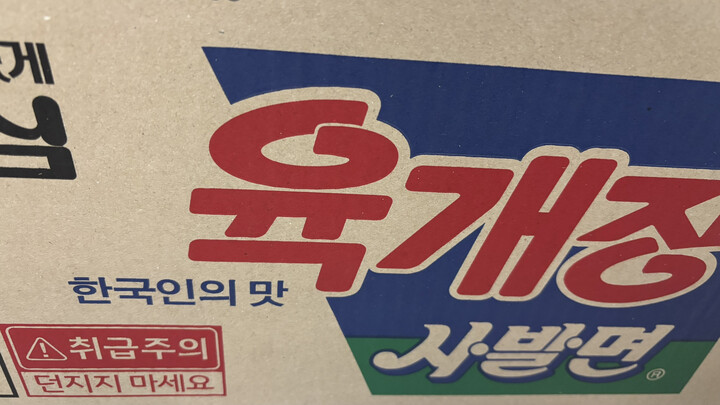 게
육개장
한국인의 맛
사발면®
취급주의
던지지 마세요